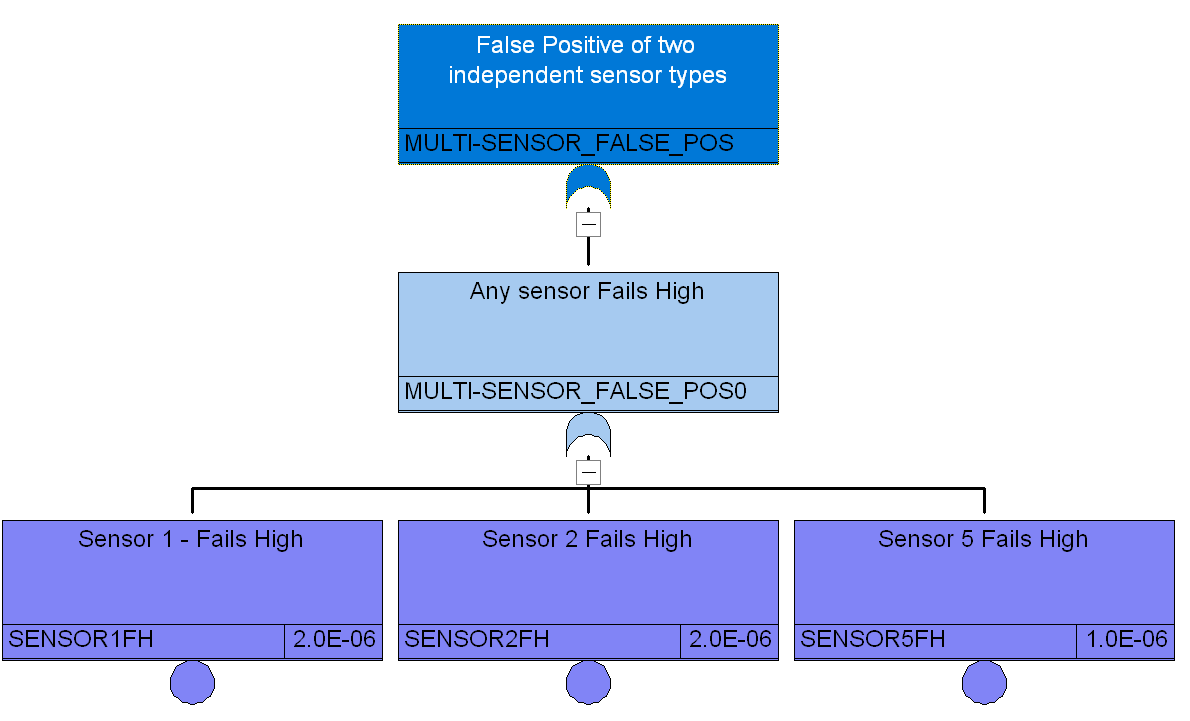 False Positive of two
independent sensor types
MULTI-SENSOR_FALSE_POS
Any sensor Fails High
MULTI-SENSOR_FALSE_POS0
Sensor 1 - Fails High
SENSOR1FH 2.0E-06
Sensor 2 Fails High
SENSOR2FH 2.0E-06
Sensor 5 Fails High
SENSOR5FH 1.0E-06